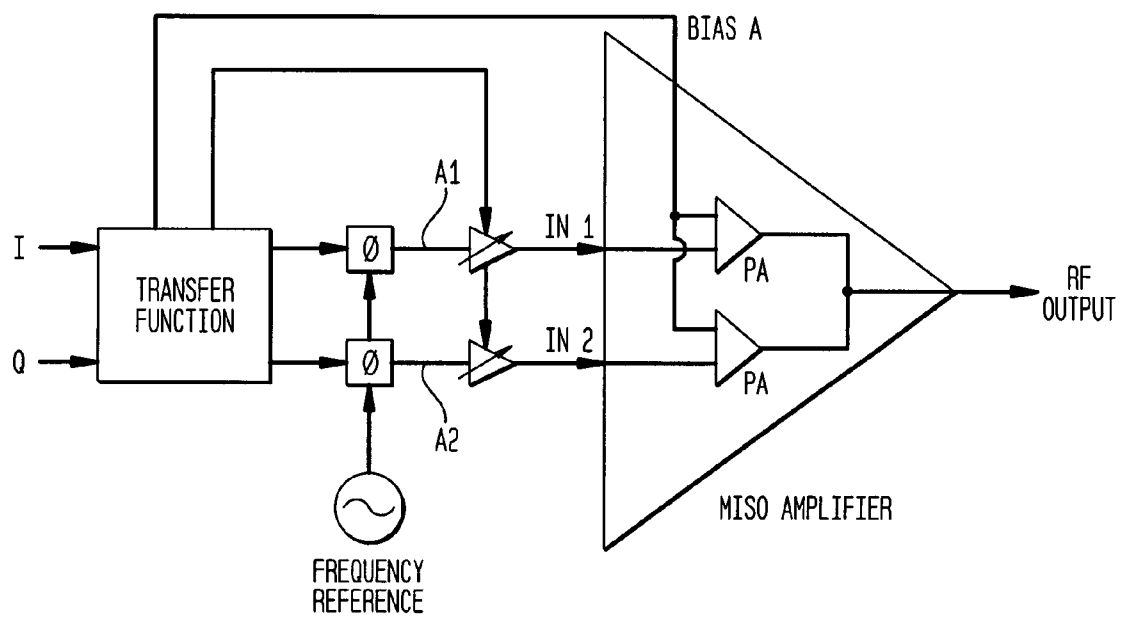 BIAS A
A1
I
TRANSFER
FUNCTION
Ø
IN 1
PA
RF
OUTPUT
Q
Ø
IN 2
PA
A2
MISO AMPLIFIER
FREQUENCY
REFERENCE